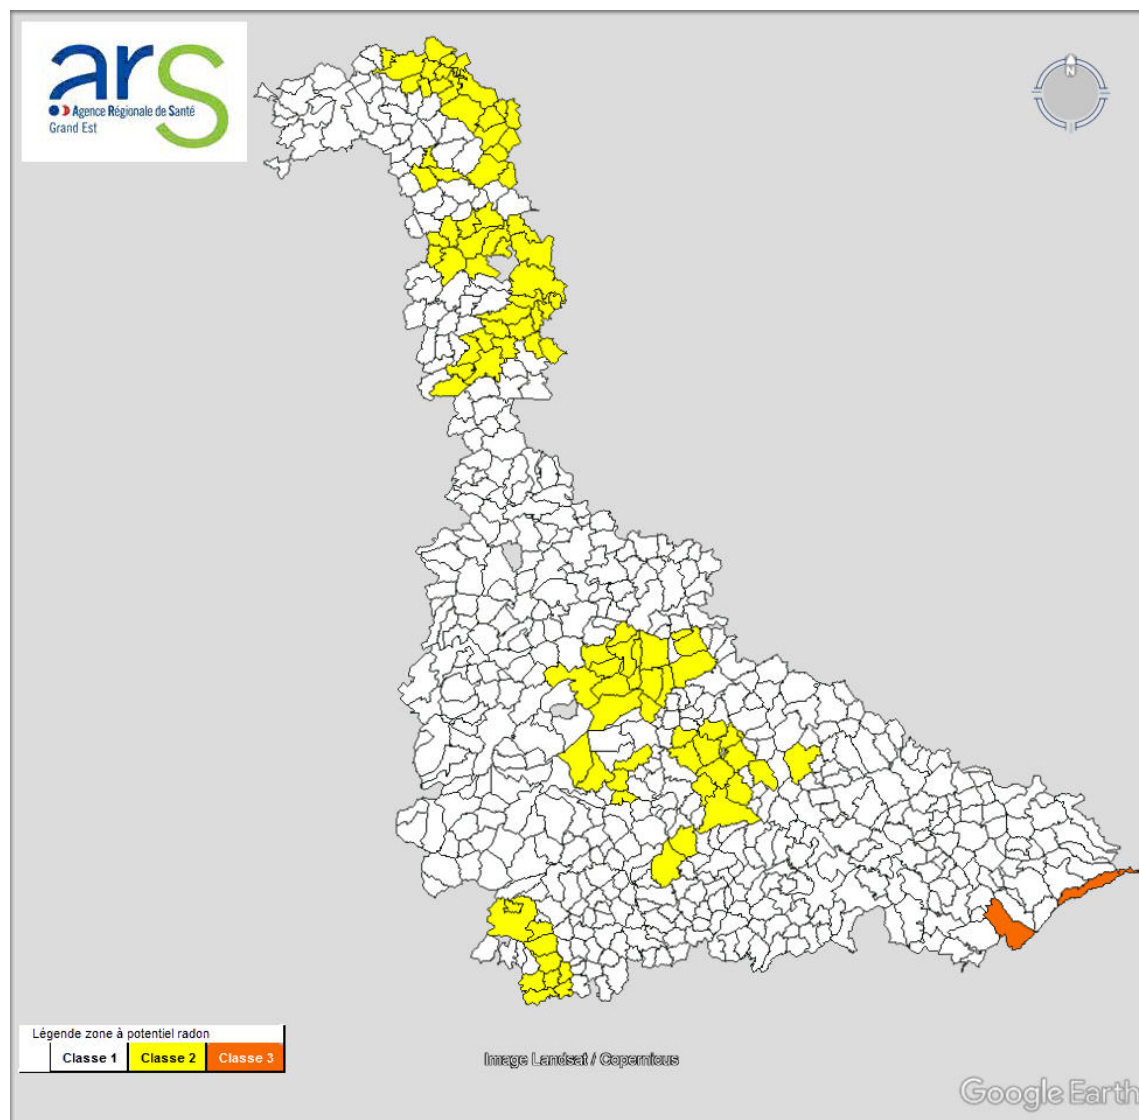 ars
Agence Régionale de Santé
Grand Est
N
Légende zone à potentiel radon
Classe 1 Classe 2 Classe 3
Image Landsat / Copernicus
Google Earth